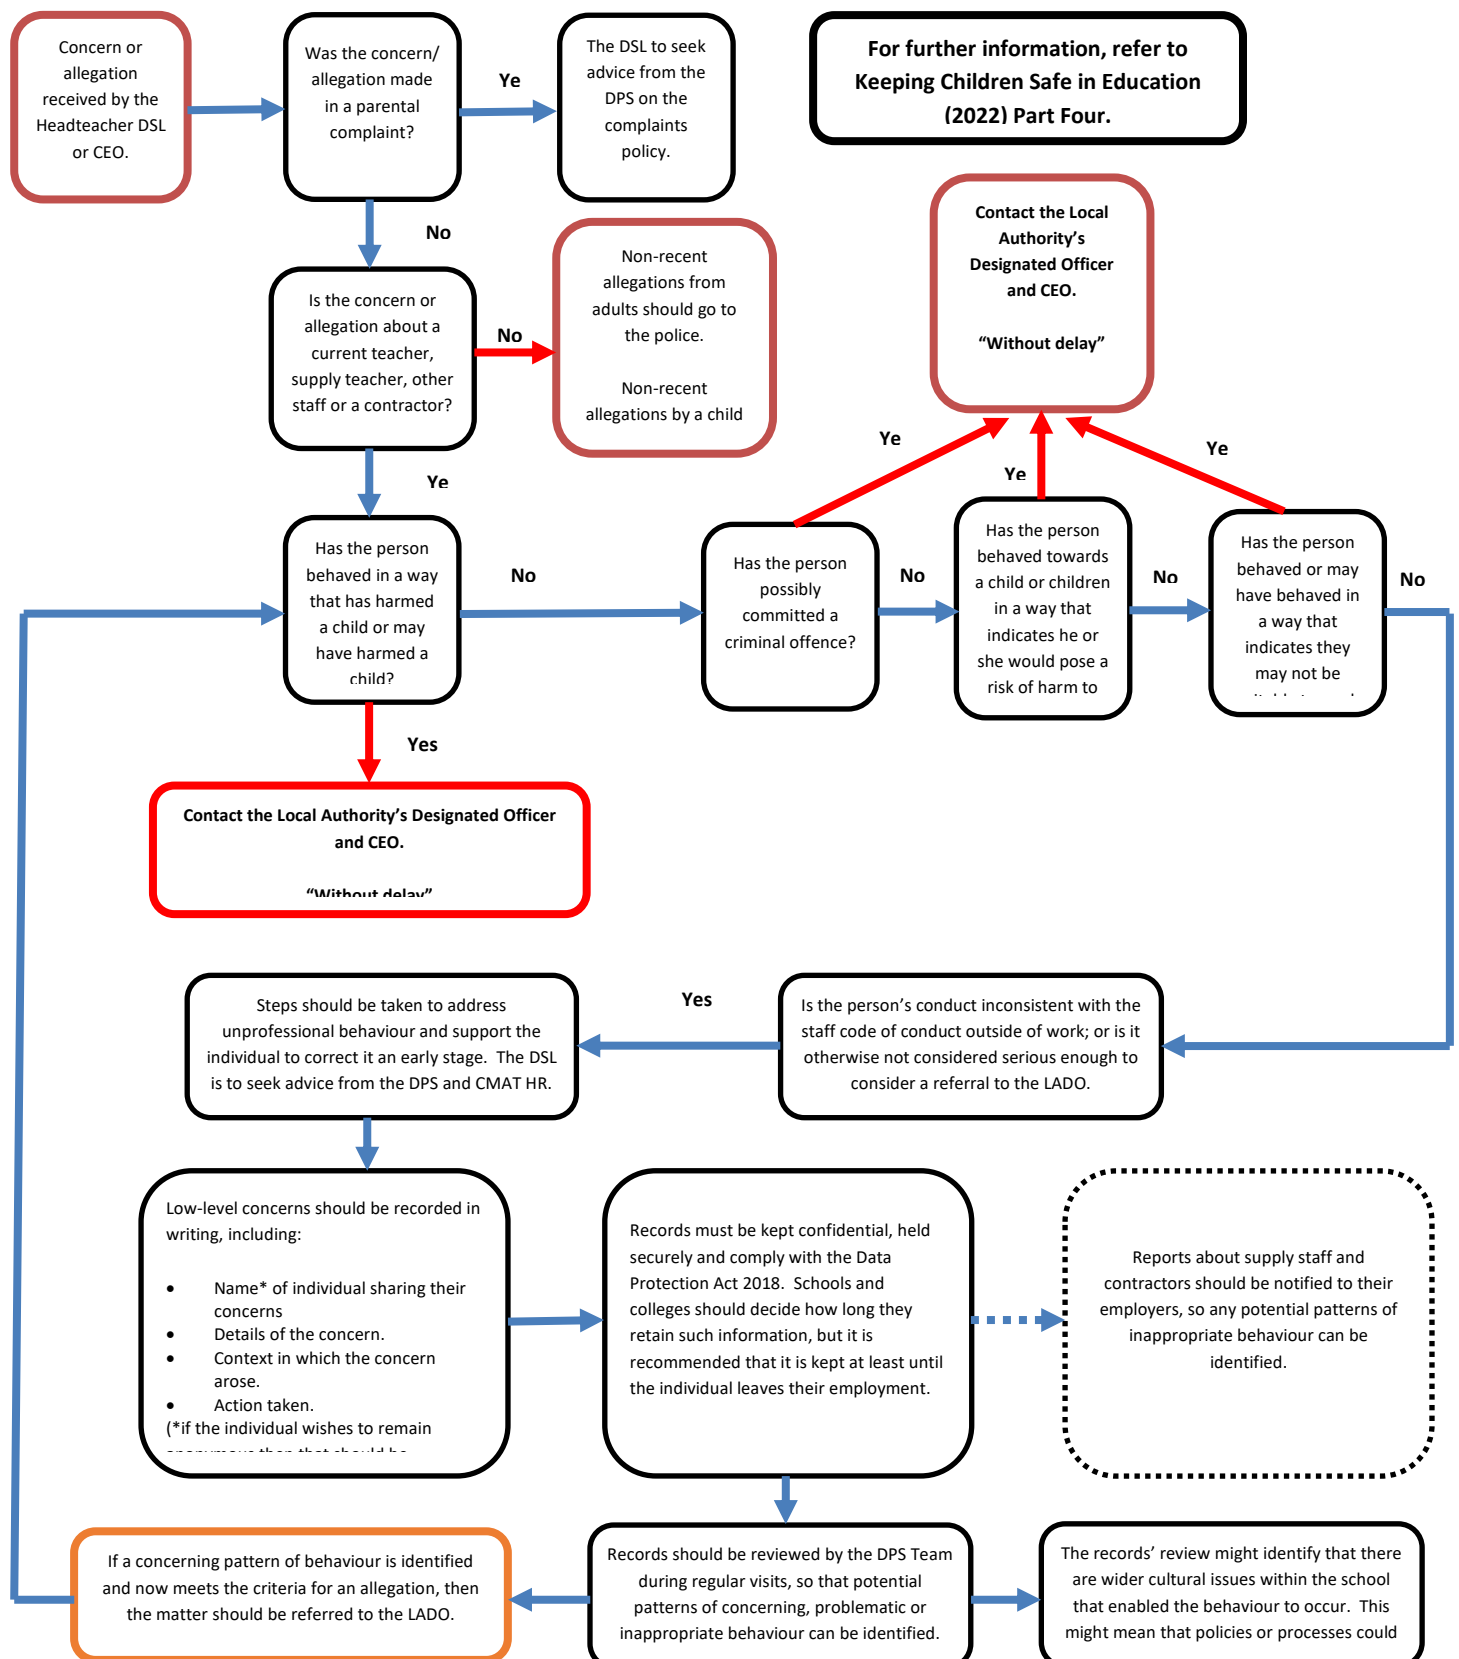 Concern or
allegation
received by the
Headteacher DSL
or CEO.
Was the concern/
allegation made
in a parental
complaint?
Ye
The DSL to seek
advice from the
DPS on the
complaints
policy.
For further information, refer to
Keeping Children Safe in Education
(2022) Part Four.
No
Is the concern or
allegation about a
current teacher,
supply teacher, other
staff or a contractor?
No
Non-recent
allegations from
adults should go to
the police.
Non-recent
allegations by a child
Contact the Local
Authority’s
Designated Officer
and CEO.
“Without delay”
Ye
Ye
Ye
Ye
Has the person
behaved in a way
that has harmed
a child or may
have harmed a
child?
No
Has the person
possibly
committed a
criminal offence?
No
Has the person
behaved towards
a child or children
in a way that
indicates he or
she would pose a
risk of harm to
No
Has the person
behaved or may
have behaved in
a way that
indicates they
may not be
No
Yes
Contact the Local Authority’s Designated Officer
and CEO.
“Without delay”
Is the person’s conduct inconsistent with the
staff code of conduct outside of work; or is it
otherwise not considered serious enough to
consider a referral to the LADO.
Yes
Steps should be taken to address
unprofessional behaviour and support the
individual to correct it an early stage. The DSL
is to seek advice from the DPS and CMAT HR.
Low-level concerns should be recorded in
writing, including:
• Name* of individual sharing their
concerns
• Details of the concern.
• Context in which the concern
arose.
• Action taken.
(*if the individual wishes to remain
anonymous then that should be
Records must be kept confidential, held
securely and comply with the Data
Protection Act 2018. Schools and
colleges should decide how long they
retain such information, but it is
recommended that it is kept at least until
the individual leaves their employment.
Reports about supply staff and
contractors should be notified to their
employers, so any potential patterns of
inappropriate behaviour can be
identified.
If a concerning pattern of behaviour is identified
and now meets the criteria for an allegation, then
the matter should be referred to the LADO.
Records should be reviewed by the DPS Team
during regular visits, so that potential
patterns of concerning, problematic or
inappropriate behaviour can be identified.
The records’ review might identify that there
are wider cultural issues within the school
that enabled the behaviour to occur. This
might mean that policies or processes could